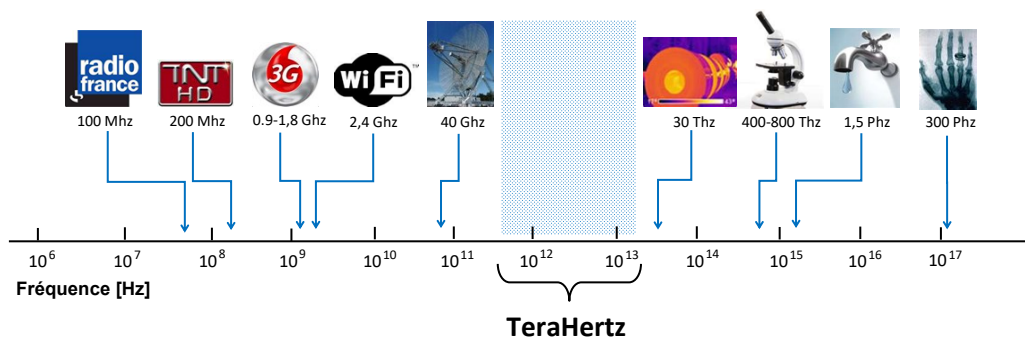 radio
france
TNT
HD
3G
Wi Fi™
100 Mhz
200 Mhz
0.9-1,8 Ghz
2,4 Ghz
40 Ghz
30 Thz
400-800 Thz
1,5 Phz
300 Phz
10⁶
10⁷
10⁸
10⁹
10¹⁰
10¹¹
10¹²
10¹³
10¹⁴
10¹⁵
10¹⁶
10¹⁷
Fréquence [Hz]
TeraHertz